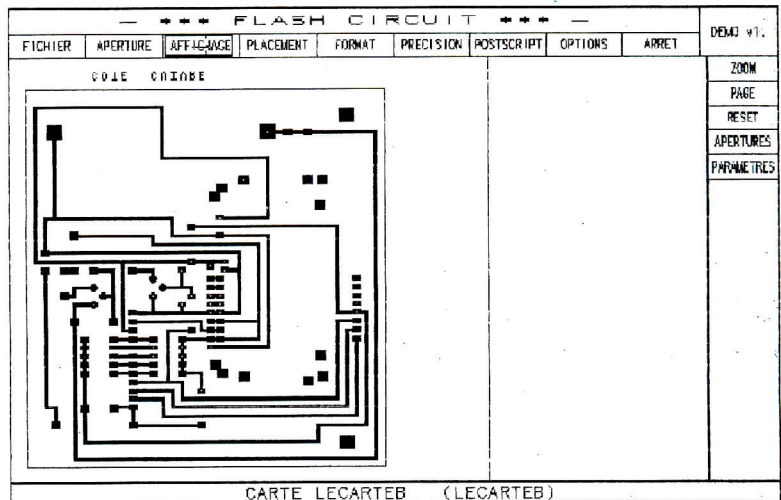 — *** FLASH CIRCUIT *** —
DEMO v1.
FICHIER APERTURE AFFICHAGE PLACEMENT FORMAT PRECISION POSTSCRIPT OPTIONS ARRET
ZOOM
PAGE
RESET
APERTURES
PARAMETRES
CARTE LECARTEB (LECARTEB)